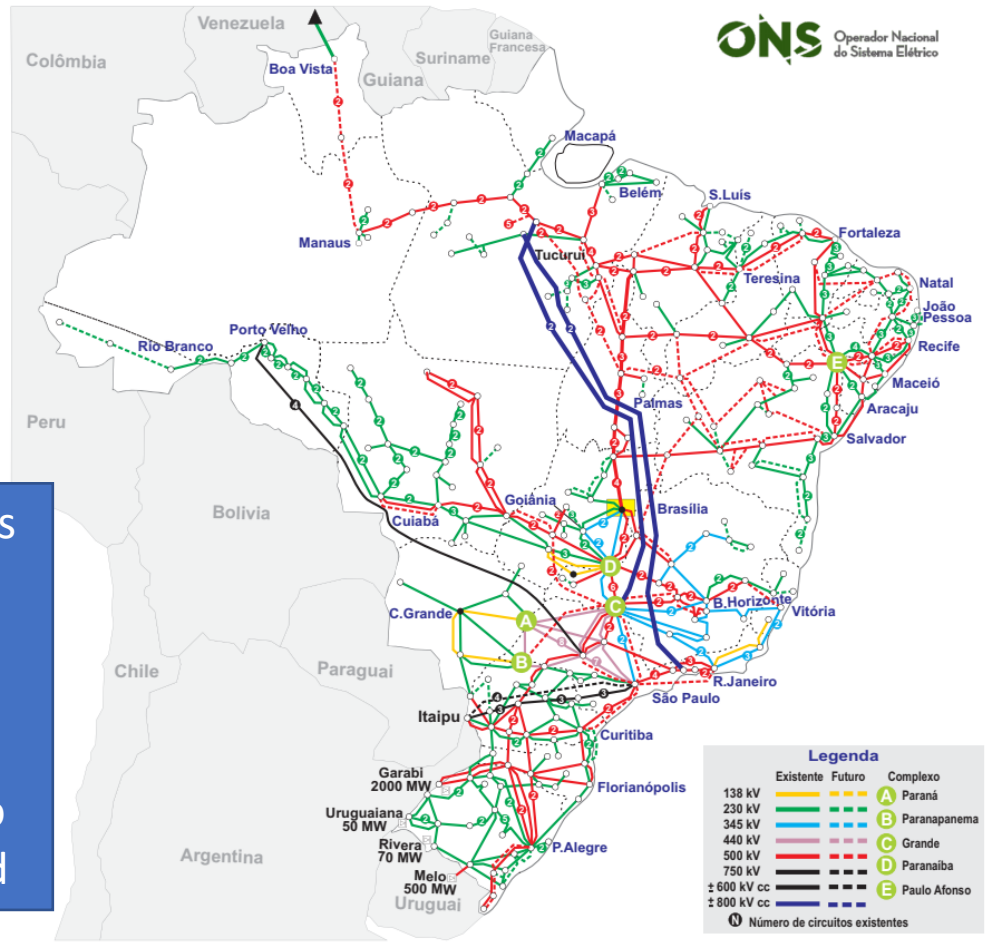 ONS Operador Nacional
do Sistema Elétrico
Venezuela
Colômbia
Guiana
Francesa
Suriname
Guiana
Boa Vista
Macapá
Belém
S.Luís
Manaus
Fortaleza
Tucuruí
Teresina
Natal
João
Pessoa
Porto Velho
Rio Branco
Recife
E
Maceió
Palmas
Aracaju
Peru
Salvador
s
Goiânia
Brasília
Bolivia
Cuiabá
D
C
B.Horizonte
Vitória
C.Grande
A
B
Chile
Paraguai
R.Janeiro
São Paulo
Itaipu
Curitiba
Garabi
2000 MW
Florianópolis
Uruguaiana
50 MW
Rivera
70 MW
P.Alegre
Argentina
Melo
500 MW
Uruguai
d
Legenda
Existente Futuro Complexo
138 kV A Paraná
230 kV
345 kV B Paranapanema
440 kV C Grande
500 kV
750 kV D Paranaíba
± 600 kV cc
± 800 kV cc E Paulo Afonso
N Número de circuitos existentes